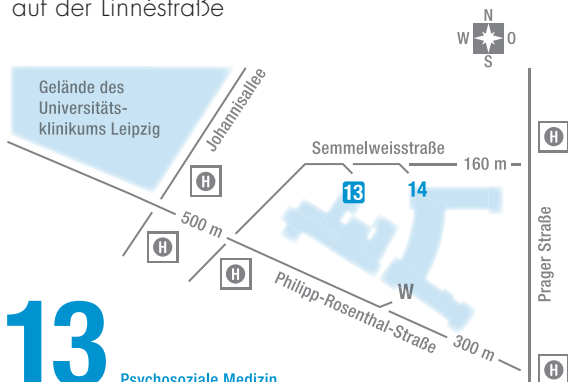 auf der Linnéstraße
N
W O
S
Gelände des
Universitäts-
klinikums Leipzig
Johannisallee
Semmelweisstraße
160 m
H
H
13
14
500 m
H
H
Prager Straße
Philipp-Rosenthal-Straße
W
300 m
H
13
Psychosoziale Medizin